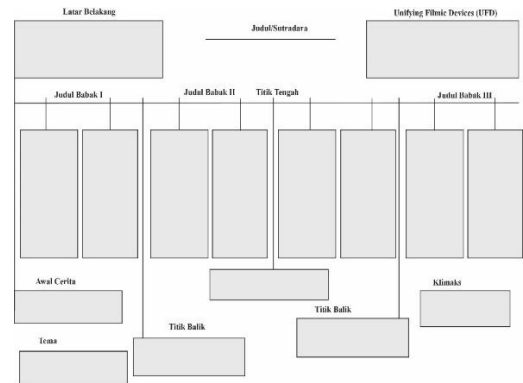 Latar Belakang
Judul/Sutradara
Unifying Filmic Devices (UFD)
Judul Babak I
Judul Babak II
Titik Tengah
Judul Babak III
Awal Cerita
Klimaks
Titik Balik
Titik Balik
Tema